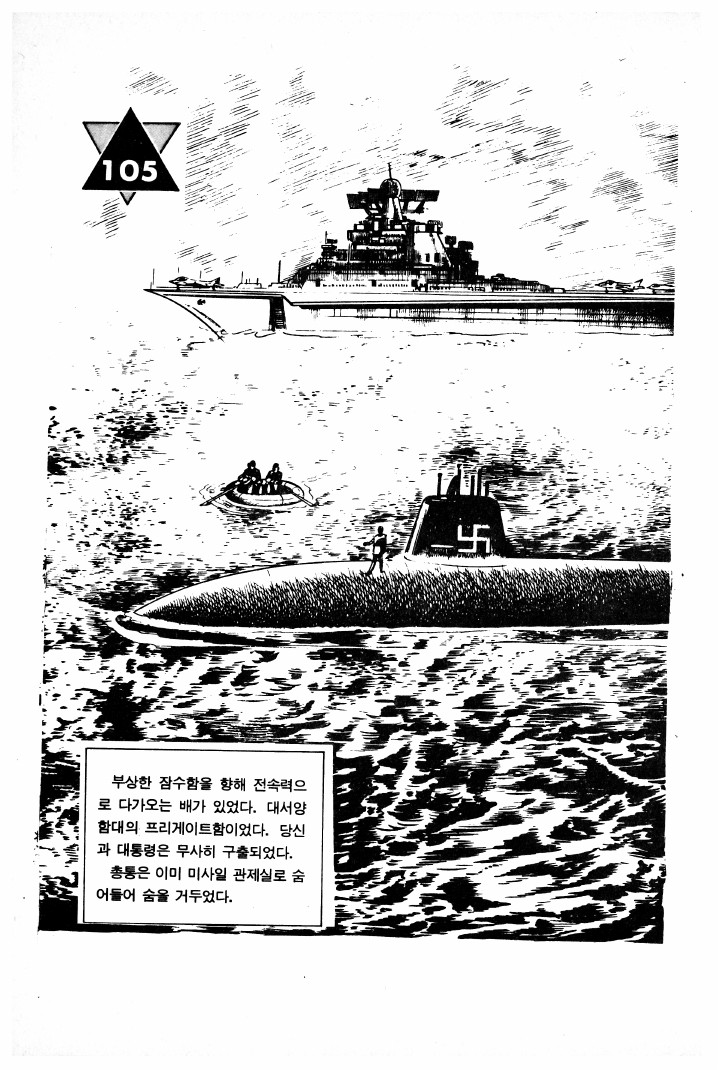 105
부상한 잠수함을 향해 전속력으
로 다가오는 배가 있었다. 대서양
함대의 프리게이트함이었다. 당신
과 대통령은 무사히 구출되었다.
총통은 이미 미사일 관제실로 숨
어들어 숨을 거두었다.